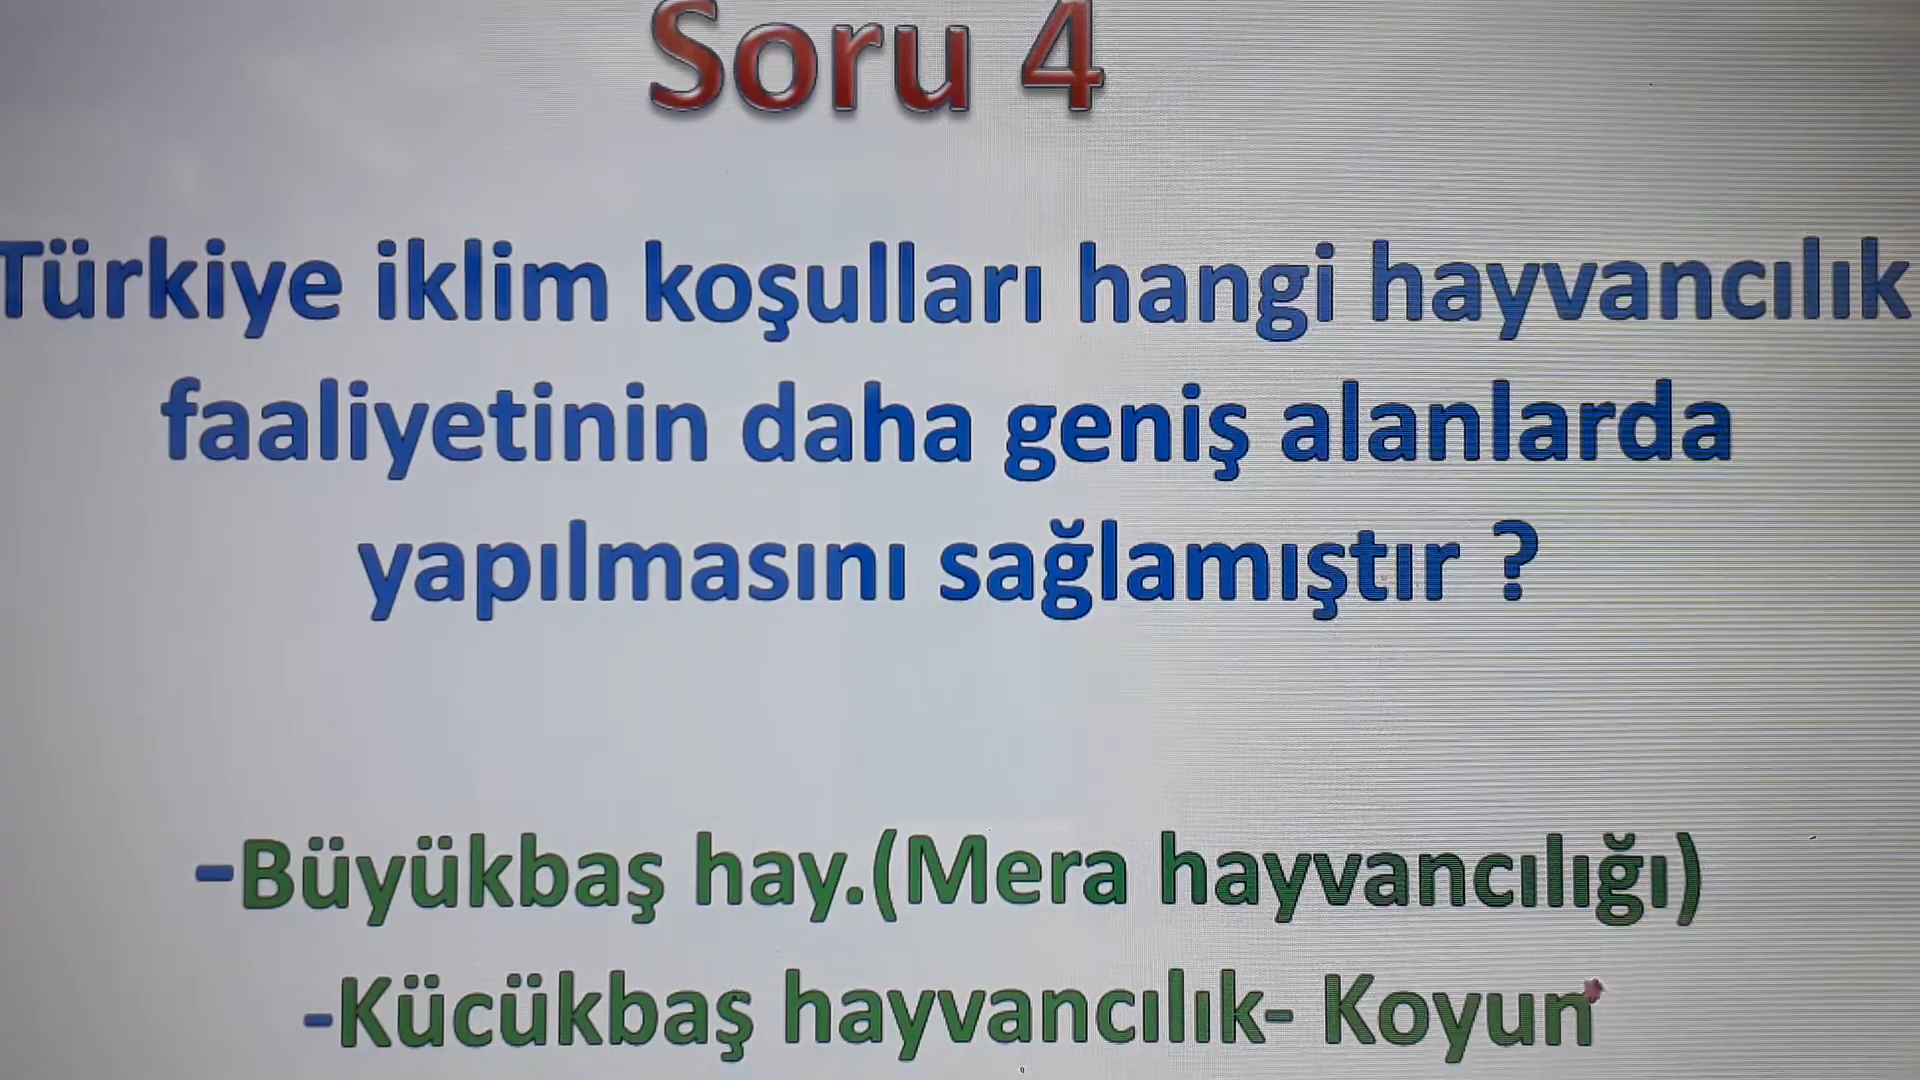 Soru 4
Türkiye iklim koşulları hangi hayvancılık
faaliyetinin daha geniş alanlarda
yapılmasını sağlamıştır ?
-Büyükbaş hay.(Mera hayvancılığı)
-Kücükbaş hayvancılık- Koyun